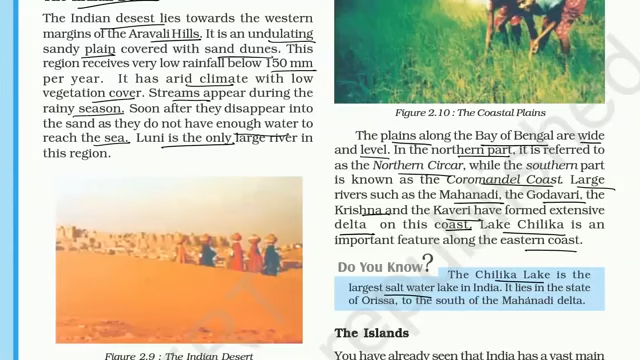 The Indian desest lies towards the western
margins of the Aravali Hills. It is an undulating
sandy plain covered with sand dunes. This
region receives very low rainfall below 150 mm
per year. It has arid climate with low
vegetation cover. Streams appear during the
rainy season. Soon after they disappear into
the sand as they do not have enough water to
reach the sea. Luni is the only large river in
this region.
Figure 2.9 : The Indian Desert
Figure 2.10 : The Coastal Plains
The plains along the Bay of Bengal are wide
and level. In the northern part, it is referred to
as the Northern Circar, while the southern part
is known as the Coromandel Coast. Large
rivers such as the Mahanadi, the Godavari, the
Krishna and the Kaveri have formed extensive
delta on this coast. Lake Chilika is an
important feature along the eastern coast.
Do You Know?
The Chilika Lake is the
largest salt water lake in India. It lies in the state
of Orissa, to the south of the Mahanadi delta.
The Islands
You have already seen that India has a vast main